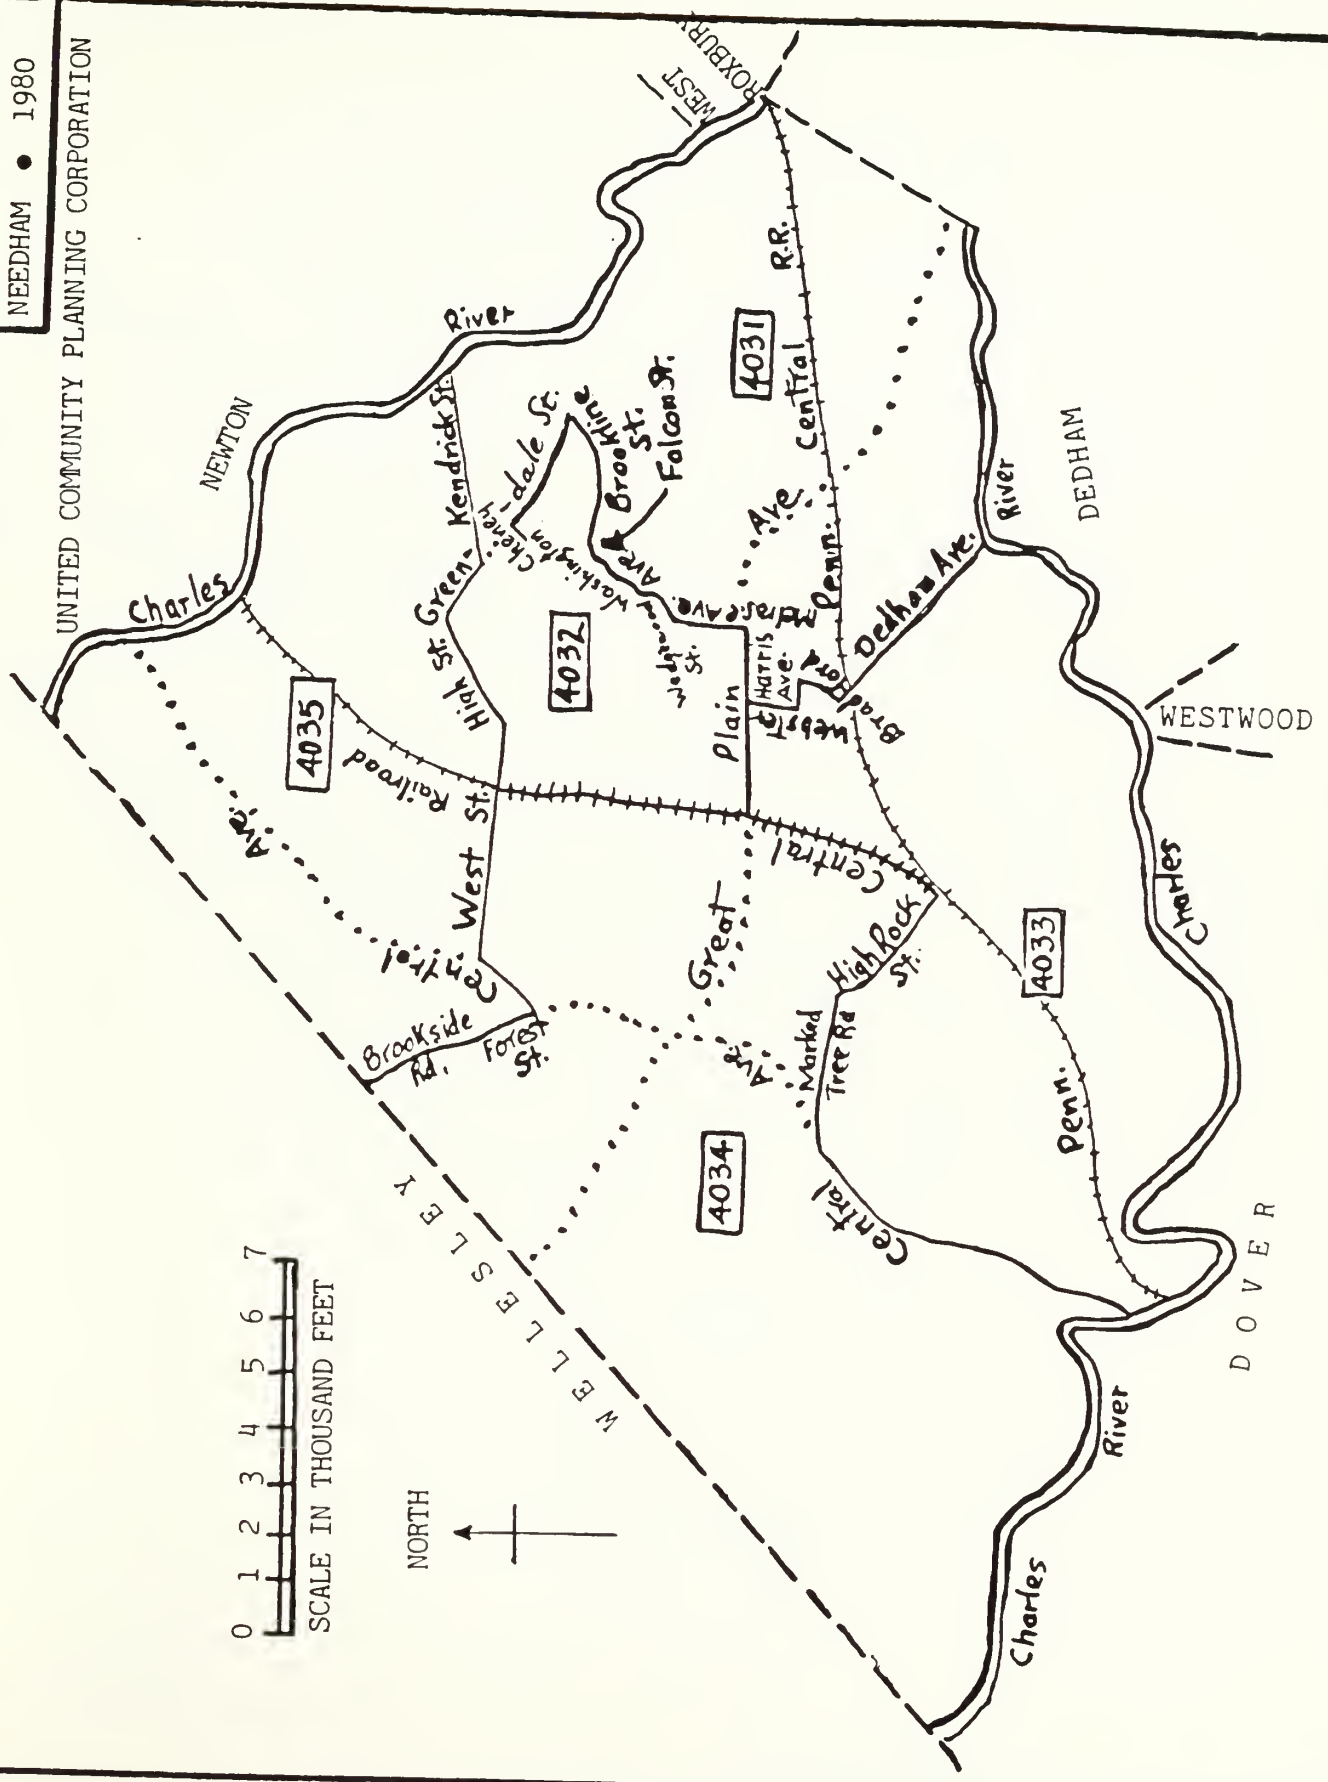 NEEDHAM ● 1980
UNITED COMMUNITY PLANNING CORPORATION
WEST
ROXBURY
NEWTON
Charles
River
Kendrick St.
Green-
dale St.
High St.
Cheney
Washington
Ave.
Brookline
St.
Falcom St.
4031
4032
4035
Railroad
West St.
Central
Ave.
Brookside
Rd.
Forest
St.
WELLESLEY
Great
Plain
Ave
Melrose Ave.
St.
Harris
Ave.
Webster
Bradford
Dedham Ave.
Penn.
Central
R.R.
River
DEDHAM
WESTWOOD
Central
High Rock
St.
Marked
Tree Rd
Ave.
4034
Central
4033
Penn.
Charles
DOVER
River
Charles
0 1 2 3 4 5 6 7
SCALE IN THOUSAND FEET
NORTH